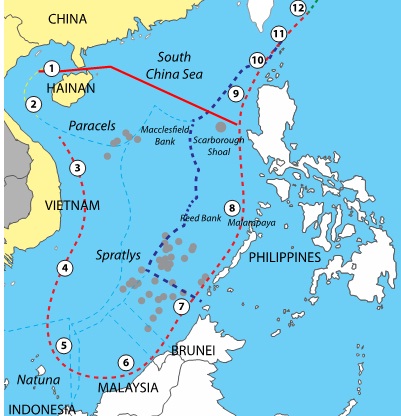 CHINA
12
11
South
China Sea
10
1
HAINAN
9
2
Macclesfield
Bank
Paracels
Scarborough
Shoal
3
VIETNAM
8
Reed Bank
Malampaya
Spratlys
PHILIPPINES
4
7
5
BRUNEI
6
Natuna
MALAYSIA
INDONESIA